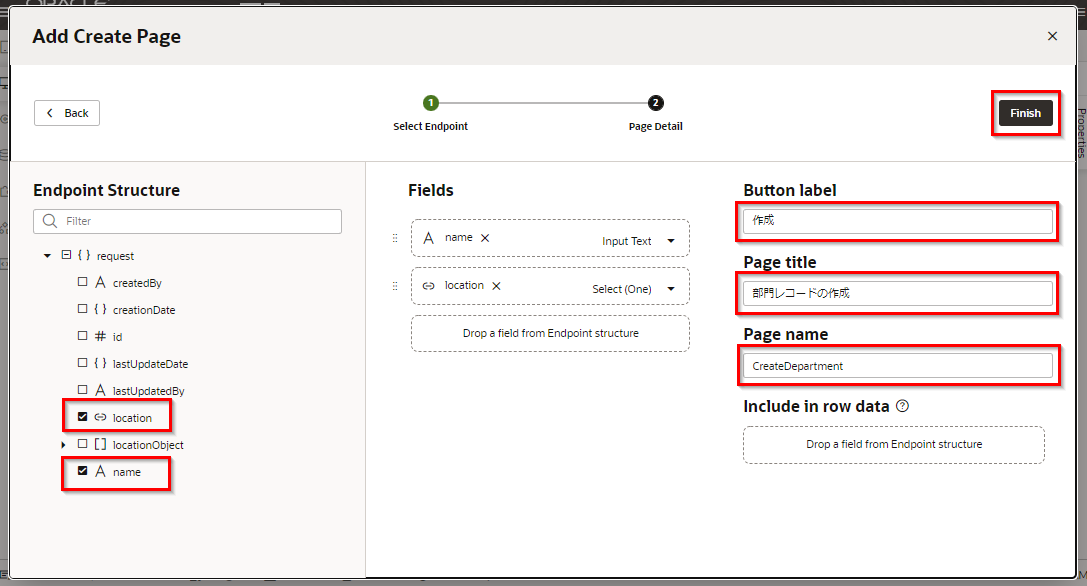 Add Create Page
Back
1
2
Select Endpoint
Page Detail
Finish
Properties
Endpoint Structure
Filter
{ } request
A createdBy
{ } creationDate
# id
{ } lastUpdateDate
A lastUpdatedBy
location
[ ] locationObject
A name
Fields
A name
Input Text
location
Select (One)
Drop a field from Endpoint structure
Button label
作成
Page title
部門レコードの作成
Page name
CreateDepartment
Include in row data
Drop a field from Endpoint structure